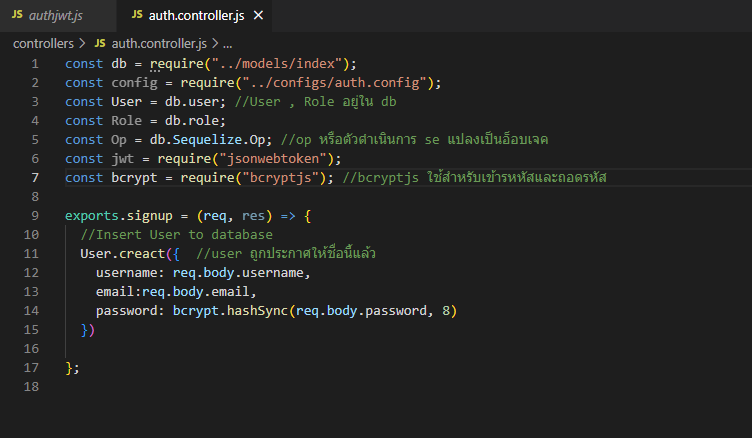 JS authjwt.js JS auth.controller.js ×
controllers > JS auth.controller.js > ...
1 const db = require("../models/index");
2 const config = require("../configs/auth.config");
3 const User = db.user; //User , Role อยู่ใน db
4 const Role = db.role;
5 const Op = db.Sequelize.Op; //op หรือตัวดำเนินการ se แปลงเป็นอ็อบเจค
6 const jwt = require("jsonwebtoken");
7 const bcrypt = require("bcryptjs"); //bcryptjs ใช้สำหรับเข้ารหหัสและถอดรหัส
8
9 exports.signup = (req, res) => {
10 //Insert User to database
11 User.creact({ //user ถูกประกาศให้ชื่อนี้แล้ว
12 username: req.body.username,
13 email:req.body.email,
14 password: bcrypt.hashSync(req.body.password, 8)
15 })
16
17 };
18